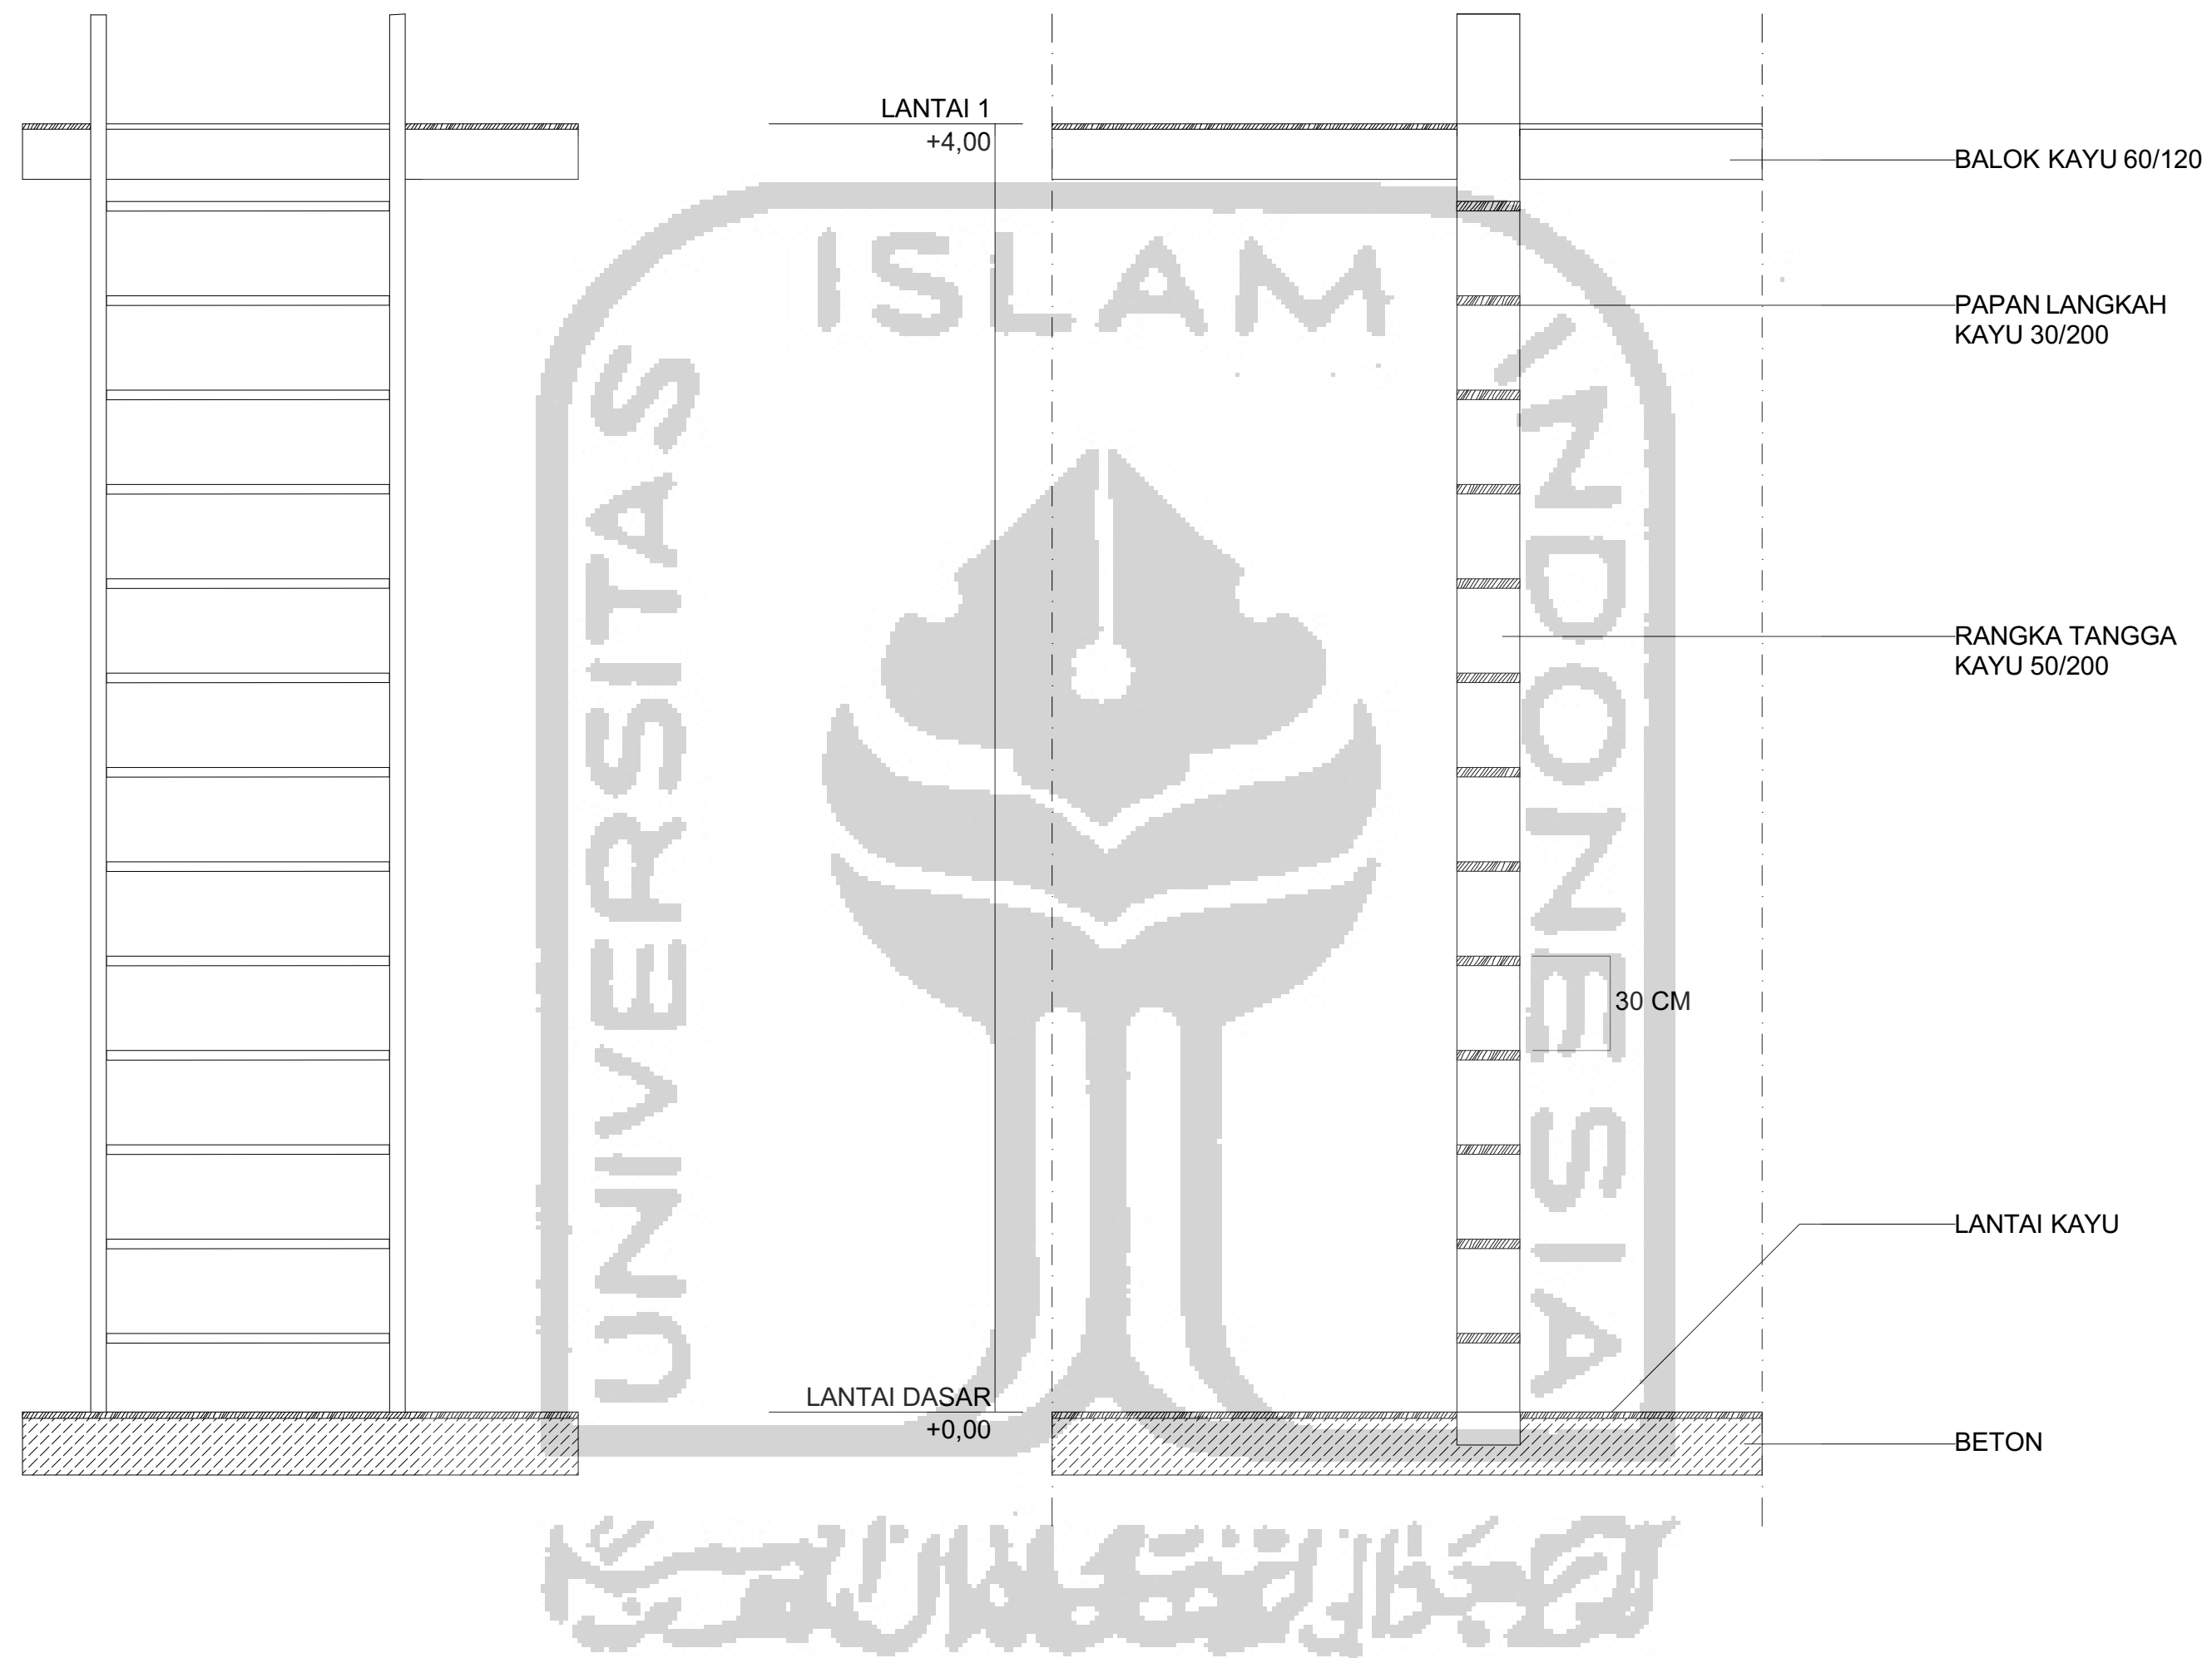 LANTAI 1
+4,00
BALOK KAYU 60/120
ISLAM
PAPAN LANGKAH
KAYU 30/200
UNIVERSITAS
INDONESIA
RANGKA TANGGA
KAYU 50/200
30 CM
LANTAI KAYU
LANTAI DASAR
+0,00
BETON